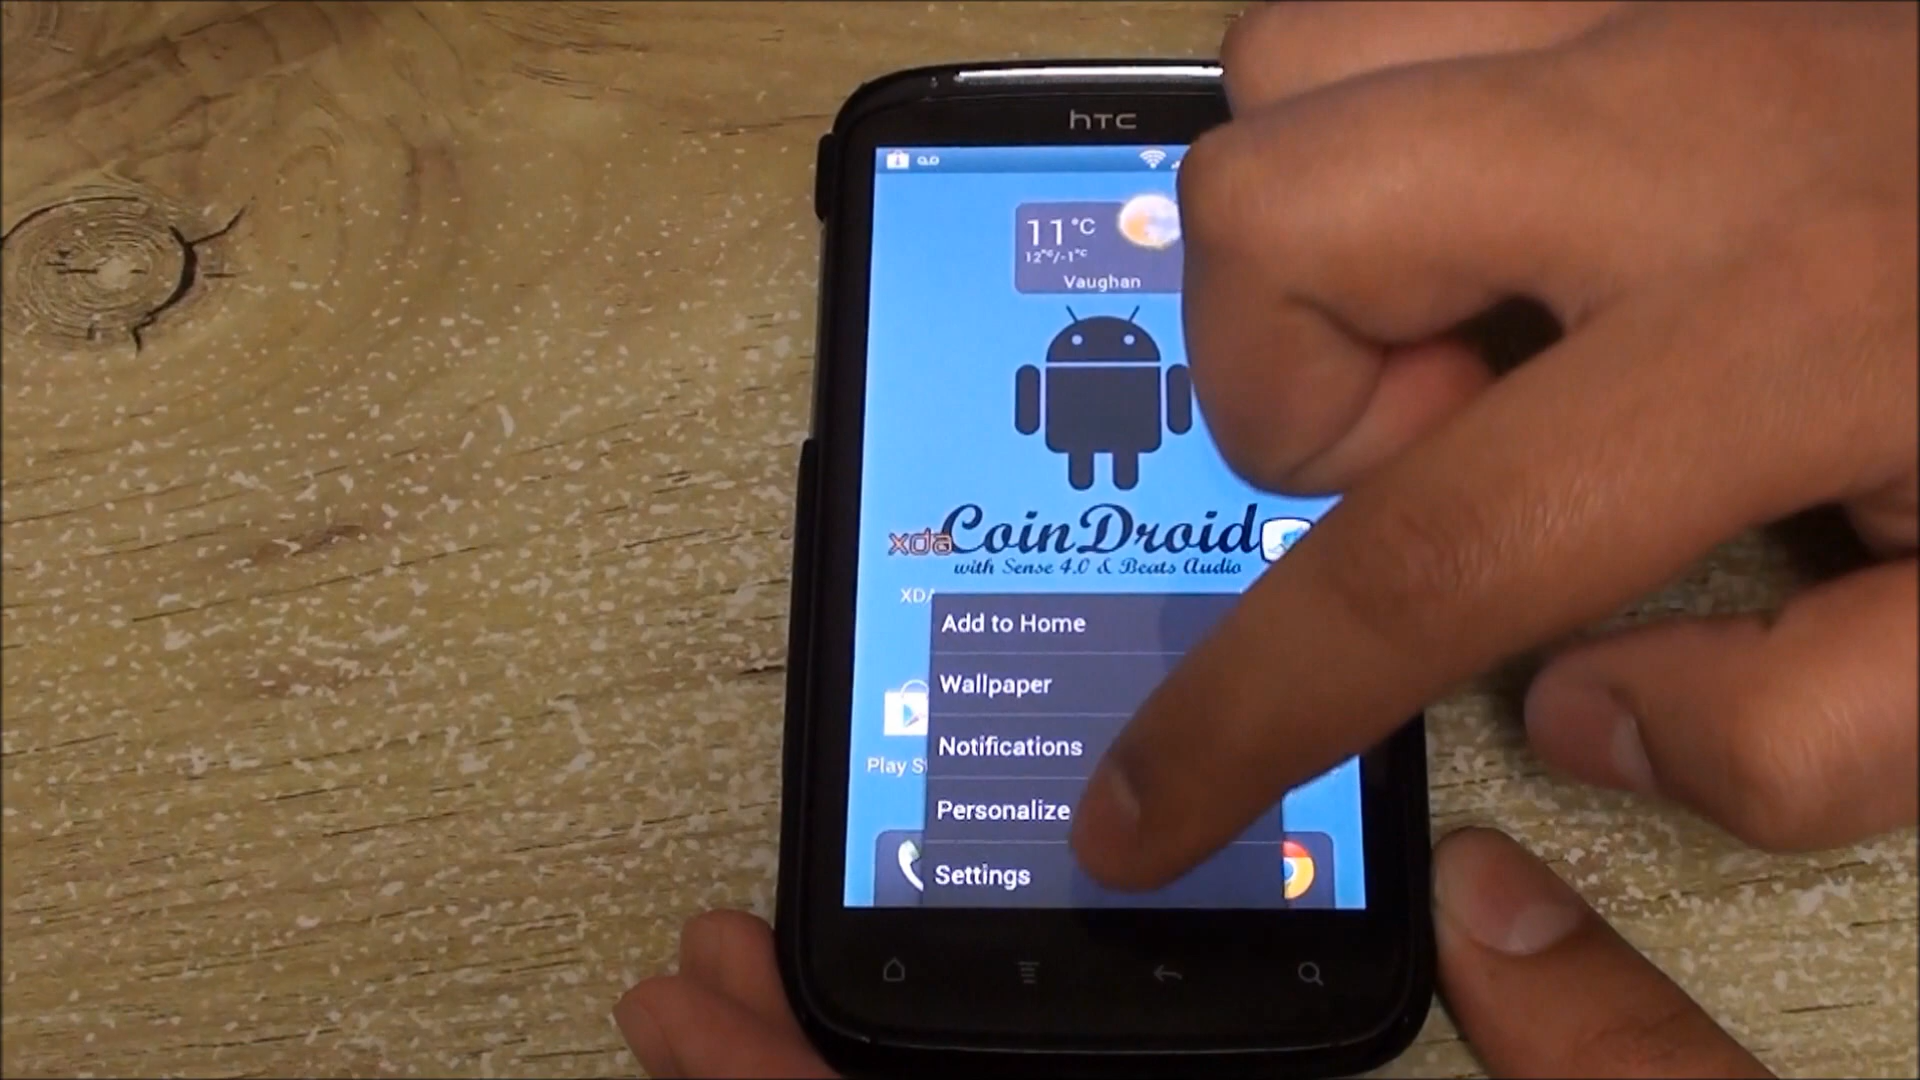 hTC
11°C
12°C/-1°C
Vaughan
xda
CoinDroid
with Sense 4.0 & Beats Audio
Add to Home
Wallpaper
Notifications
Play
Personalize
Settings